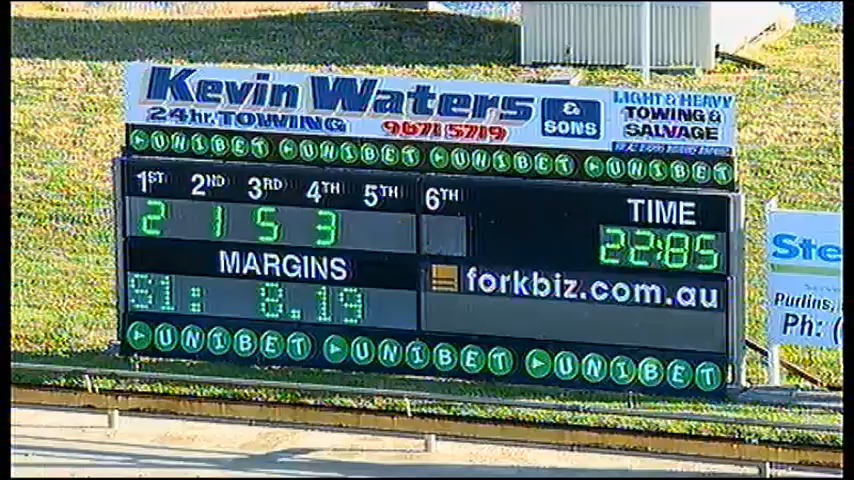 Kevin Waters & SONS
24hr. TOWING 9671 5719
LIGHT & HEAVY
TOWING &
SALVAGE
UNIBET UNIBET UNIBET UNIBET
1ST 2ND 3RD 4TH 5TH 6TH
2 1 5 3
TIME
22:85
MARGINS
forkbiz.com.au
S1: 8.19
UNIBET UNIBET UNIBET
Ste
Purlins,
Ph: (